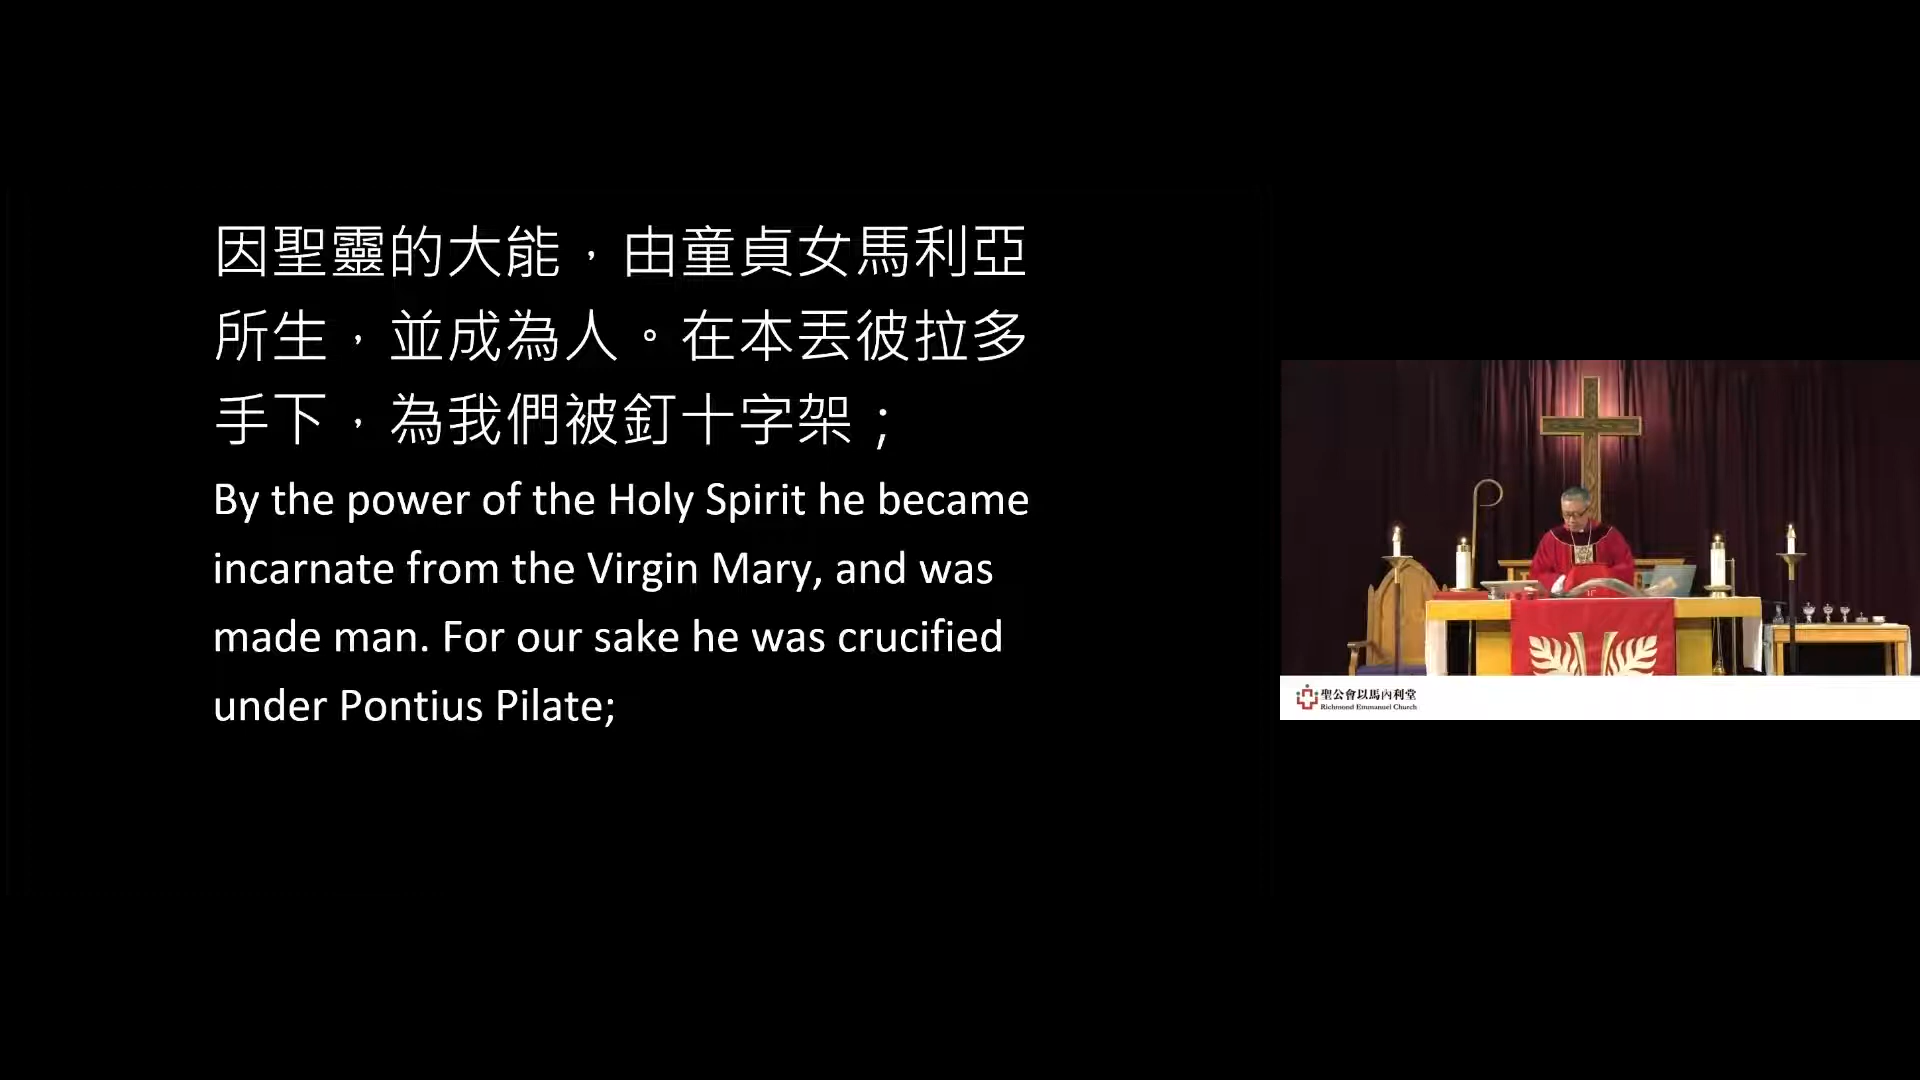 因聖靈的大能，由童貞女馬利亞
所生，並成為人。在本丟彼拉多
手下，為我們被釘十字架；
By the power of the Holy Spirit he became
incarnate from the Virgin Mary, and was
made man. For our sake he was crucified
under Pontius Pilate;
聖公會以馬內利堂
Richmond Emmanuel Church